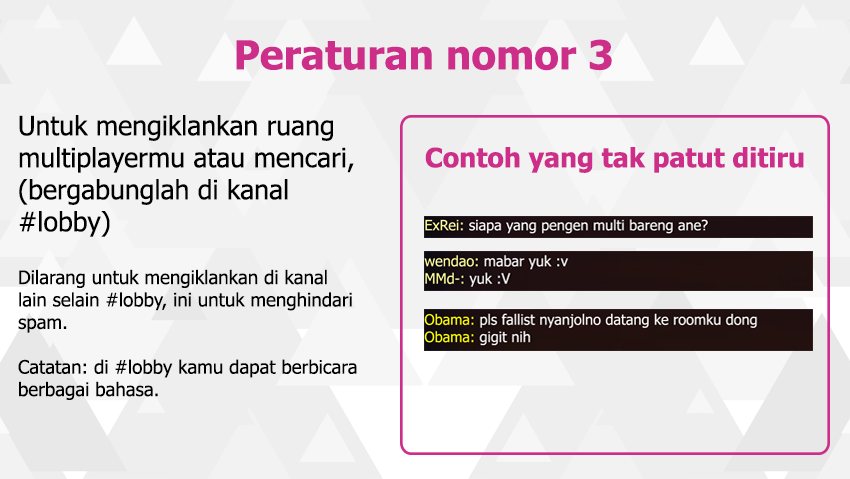 Peraturan nomor 3
Untuk mengiklankan ruang
multiplayermu atau mencari,
(bergabunglah di kanal
#lobby)
Dilarang untuk mengiklankan di kanal
lain selain #lobby, ini untuk menghindari
spam.
Catatan: di #lobby kamu dapat berbicara
berbagai bahasa.
Contoh yang tak patut ditiru
ExRei: siapa yang pengen multi bareng ane?
wendao: mabar yuk :v
MMd-: yuk :V
Obama: pls fallist nyanjolno datang ke roomku dong
Obama: gigit nih